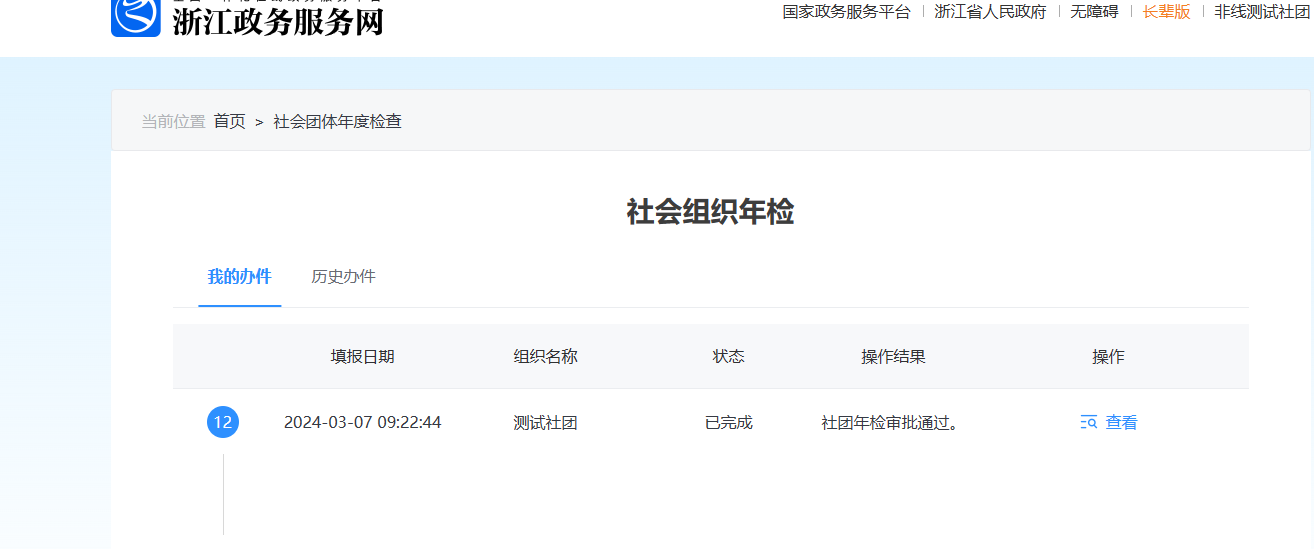 浙江政务服务网
国家政务服务平台 | 浙江省人民政府 | 无障碍 | 长辈版 | 非线测试社团
当前位置 首页 > 社会团体年度检查
社会组织年检
我的办件 历史办件
填报日期 组织名称 状态 操作结果 操作
12 2024-03-07 09:22:44 测试社团 已完成 社团年检审批通过。 查看